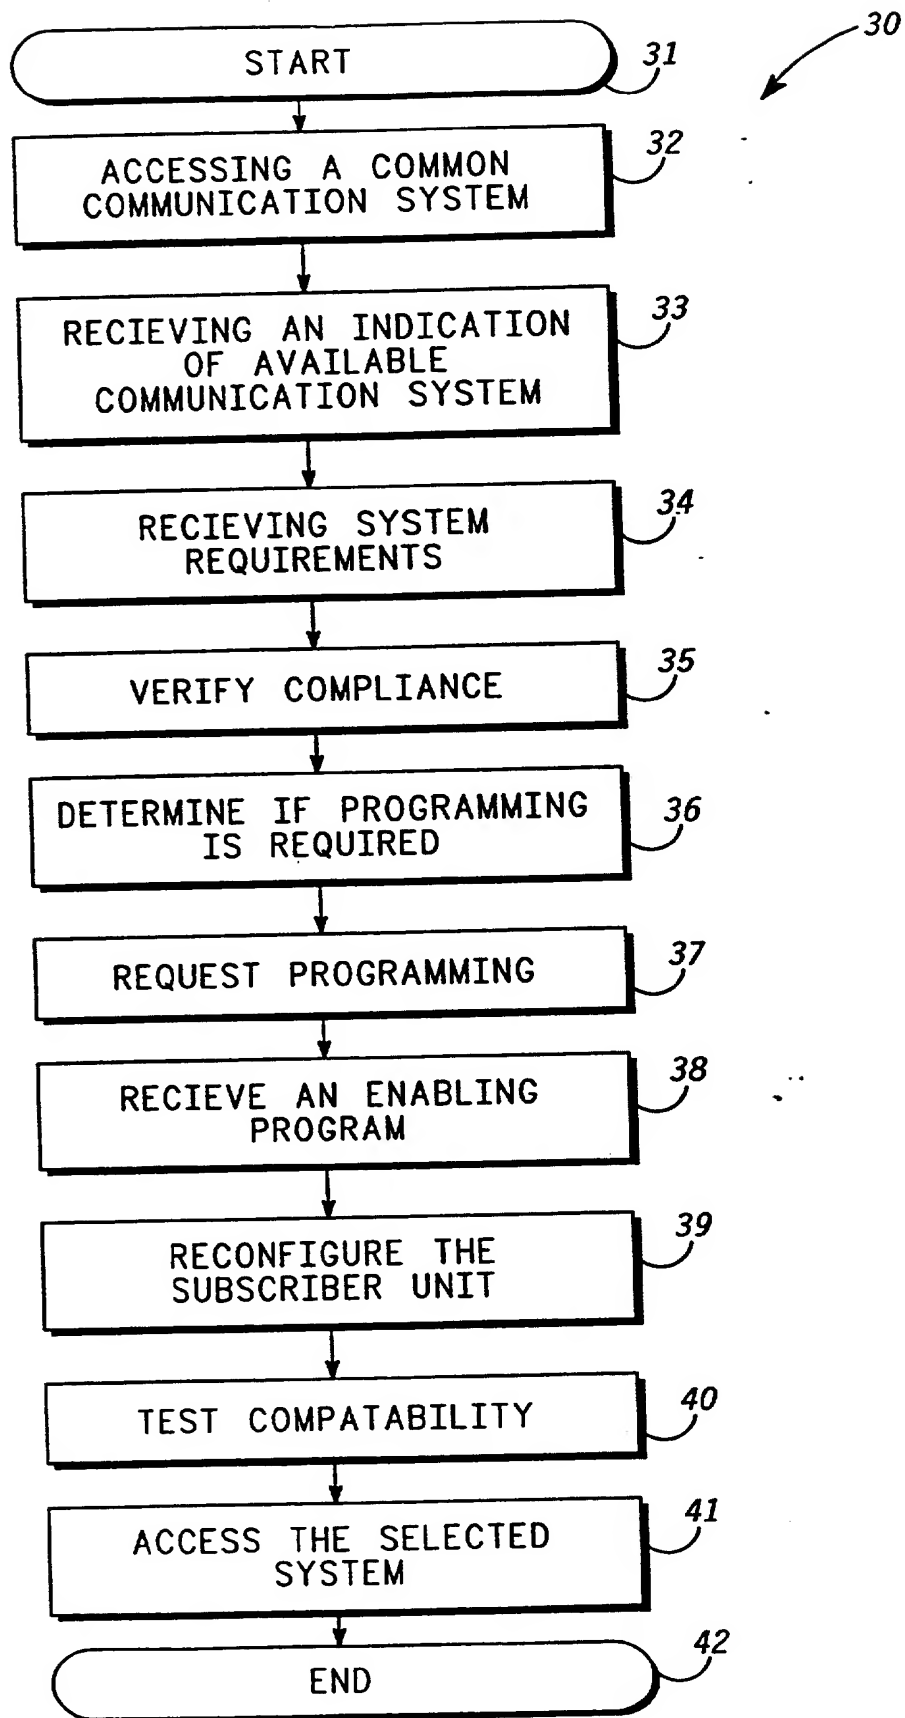 30
START
31
ACCESSING A COMMON
COMMUNICATION SYSTEM
32
RECIEVING AN INDICATION
OF AVAILABLE
COMMUNICATION SYSTEM
33
RECIEVING SYSTEM
REQUIREMENTS
34
VERIFY COMPLIANCE
35
DETERMINE IF PROGRAMMING
IS REQUIRED
36
REQUEST PROGRAMMING
37
RECIEVE AN ENABLING
PROGRAM
38
RECONFIGURE THE
SUBSCRIBER UNIT
39
TEST COMPATABILITY
40
ACCESS THE SELECTED
SYSTEM
41
END
42